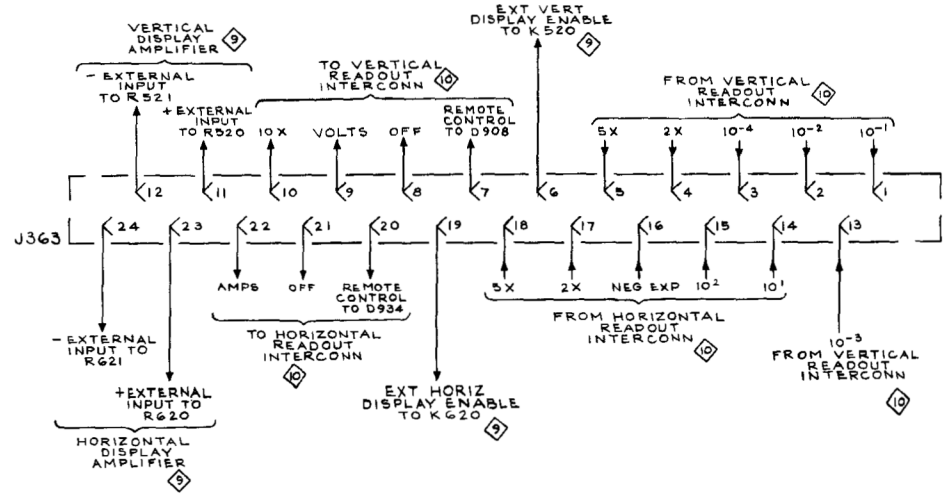 VERTICAL
DISPLAY
AMPLIFIER
9
- EXTERNAL
INPUT
TO R521
+ EXTERNAL
INPUT
TO R520
TO VERTICAL
READOUT
INTERCONN
10
10X
VOLTS
OFF
REMOTE
CONTROL
TO D908
EXT VERT
DISPLAY ENABLE
TO K520
9
FROM VERTICAL
READOUT
INTERCONN
10
5X
2X
10-4
10-2
10-1
12
11
10
9
8
7
6
5
4
3
2
1
J363
24
23
22
21
20
19
18
17
16
15
14
13
- EXTERNAL
INPUT TO
R621
+EXTERNAL
INPUT TO
R620
HORIZONTAL
DISPLAY
AMPLIFIER
9
AMPS
OFF
REMOTE
CONTROL
TO D934
TO HORIZONTAL
READOUT
INTERCONN
10
EXT HORIZ
DISPLAY ENABLE
TO K620
9
5X
2X
NEG EXP
10²
10¹
FROM HORIZONTAL
READOUT
INTERCONN
10
10-3
FROM VERTICAL
READOUT
INTERCONN
10